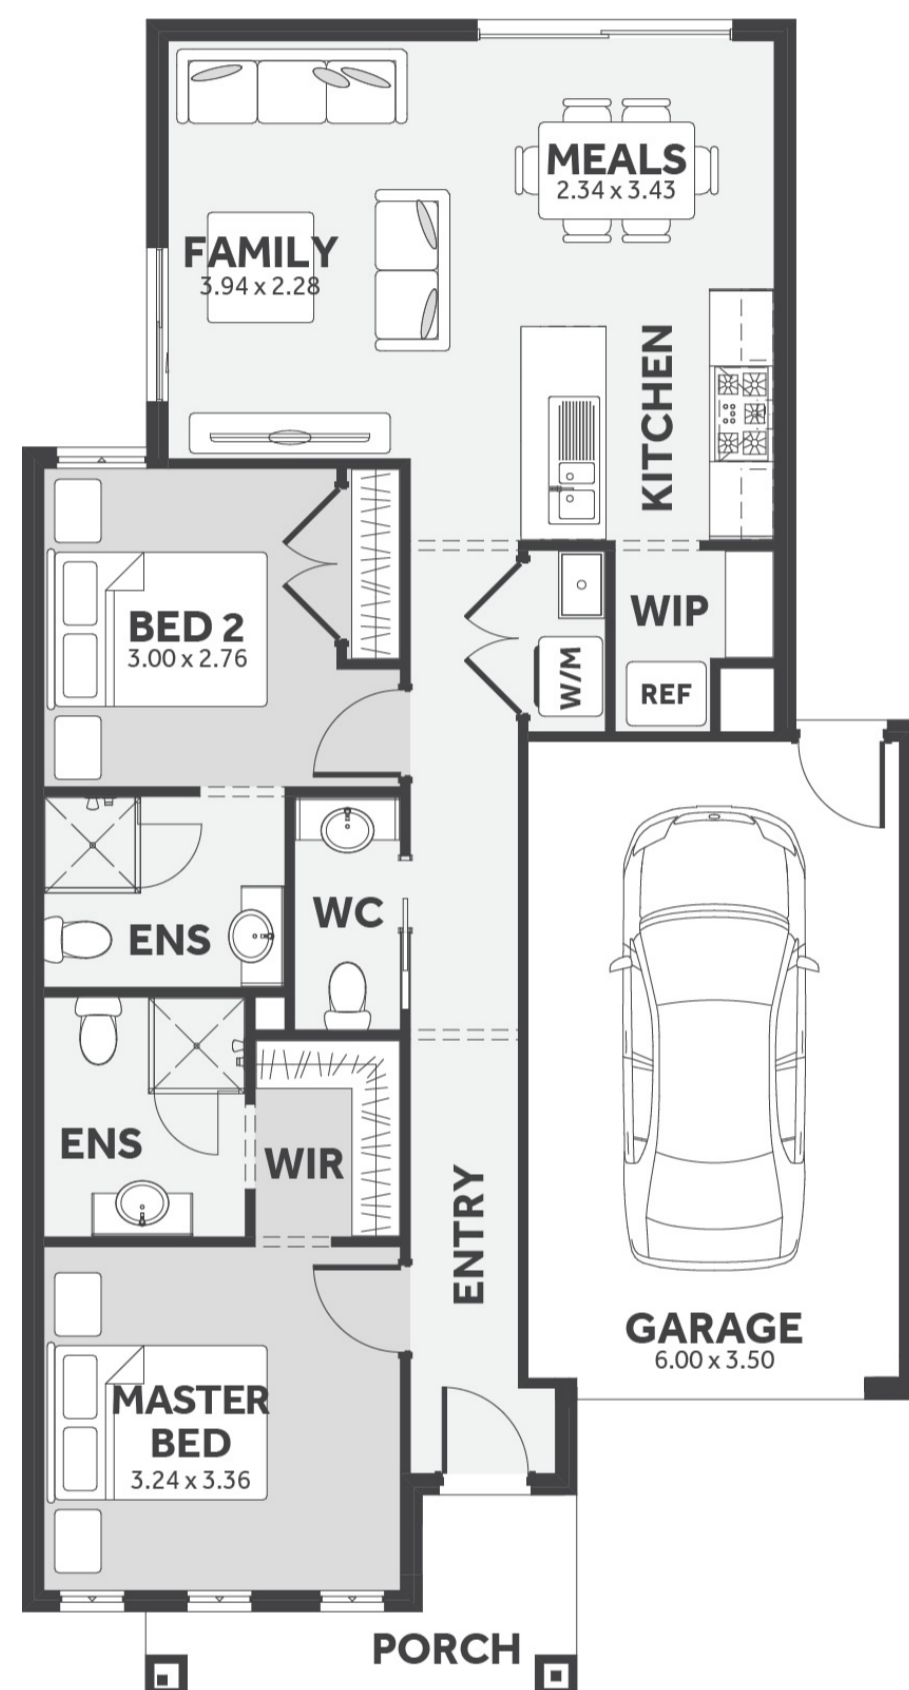 MEALS
2.34 x 3.43
FAMILY
3.94 x 2.28
KITCHEN
BED 2
3.00 x 2.76
WIP
W/M
REF
WC
ENS
ENS
WIR
ENTRY
GARAGE
6.00 x 3.50
MASTER
BED
3.24 x 3.36
PORCH